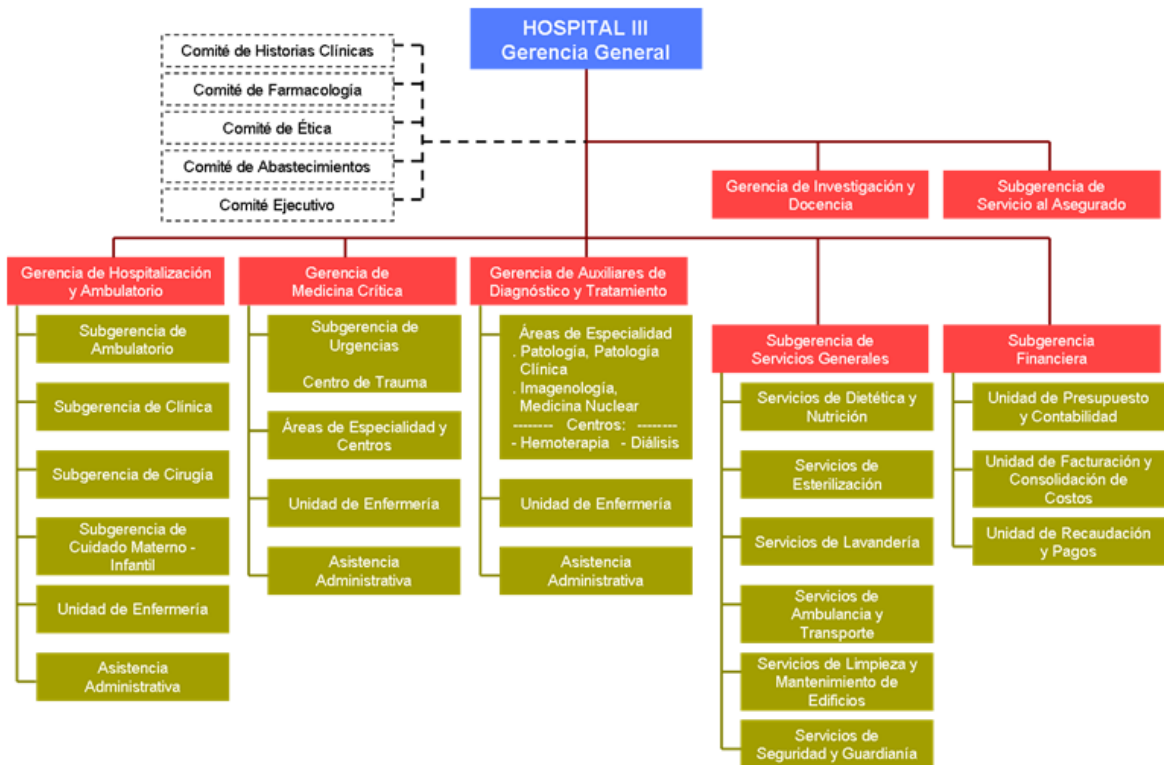 HOSPITAL III
Gerencia General
Comité de Historias Clínicas
Comité de Farmacología
Comité de Ética
Comité de Abastecimientos
Comité Ejecutivo
Gerencia de Investigación y
Docencia
Subgerencia de
Servicio al Asegurado
Gerencia de Hospitalización
y Ambulatorio
Subgerencia de
Ambulatorio
Subgerencia de Clínica
Subgerencia de Cirugía
Subgerencia de
Cuidado Materno -
Infantil
Unidad de Enfermería
Asistencia
Administrativa
Gerencia de
Medicina Crítica
Subgerencia de
Urgencias
Centro de Trauma
Áreas de Especialidad y
Centros
Unidad de Enfermería
Asistencia
Administrativa
Gerencia de Auxiliares de
Diagnóstico y Tratamiento
Áreas de Especialidad
. Patología, Patología
Clínica
. Imagenología,
Medicina Nuclear
-------- Centros: --------
- Hemoterapia - Diálisis
Unidad de Enfermería
Asistencia
Administrativa
Subgerencia de
Servicios Generales
Servicios de Dietética y
Nutrición
Servicios de
Esterilización
Servicios de Lavandería
Servicios de
Ambulancia y
Transporte
Servicios de Limpieza y
Mantenimiento de
Edificios
Servicios de
Seguridad y Guardianía
Subgerencia
Financiera
Unidad de Presupuesto
y Contabilidad
Unidad de Facturación y
Consolidación de
Costos
Unidad de Recaudación
y Pagos